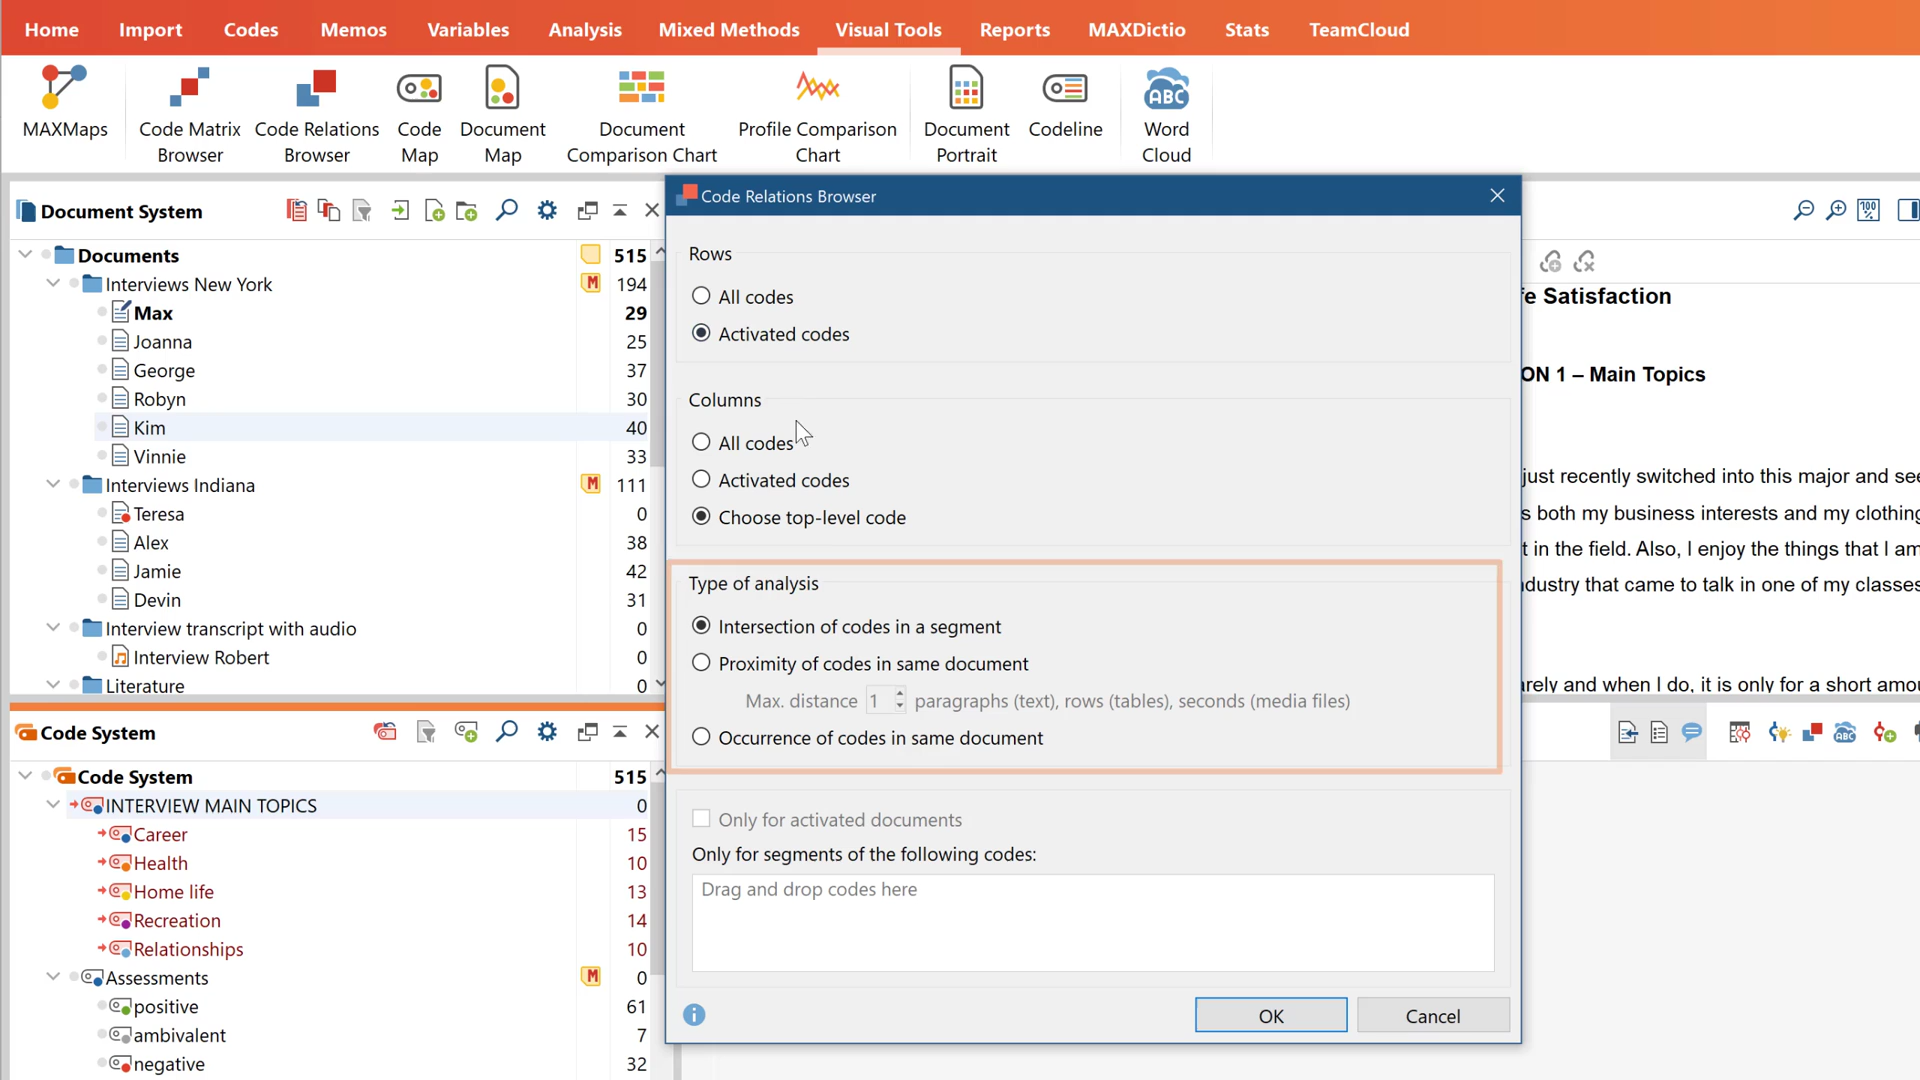 Home Import Codes Memos Variables Analysis Mixed Methods Visual Tools Reports MAXDictio Stats TeamCloud
MAXMaps
Code Matrix Browser
Code Relations Browser
Code Map
Document Map
Document Comparison Chart
Profile Comparison Chart
Document Portrait
Codeline
ABC
Word Cloud
Document System
Documents 515
Interviews New York M 194
Max 29
Joanna 25
George 37
Robyn 30
Kim 40
Vinnie 33
Interviews Indiana M 111
Teresa 0
Alex 38
Jamie 42
Devin 31
Interview transcript with audio 0
Interview Robert 0
Literature 0
Code System
Code System 515
INTERVIEW MAIN TOPICS 0
Career 15
Health 10
Home life 13
Recreation 14
Relationships 10
Assessments M 0
positive 61
ambivalent 7
negative 32
Code Relations Browser
Rows
All codes
Activated codes
Columns
All codes
Activated codes
Choose top-level code
Type of analysis
Intersection of codes in a segment
Proximity of codes in same document
Max. distance 1 paragraphs (text), rows (tables), seconds (media files)
Occurrence of codes in same document
Only for activated documents
Only for segments of the following codes:
Drag and drop codes here
OK Cancel
100 %
fe Satisfaction
ON 1 – Main Topics
just recently switched into this major and see
s both my business interests and my clothing
t in the field. Also, I enjoy the things that I am
dustry that came to talk in one of my classes
rely and when I do, it is only for a short amou
ABC